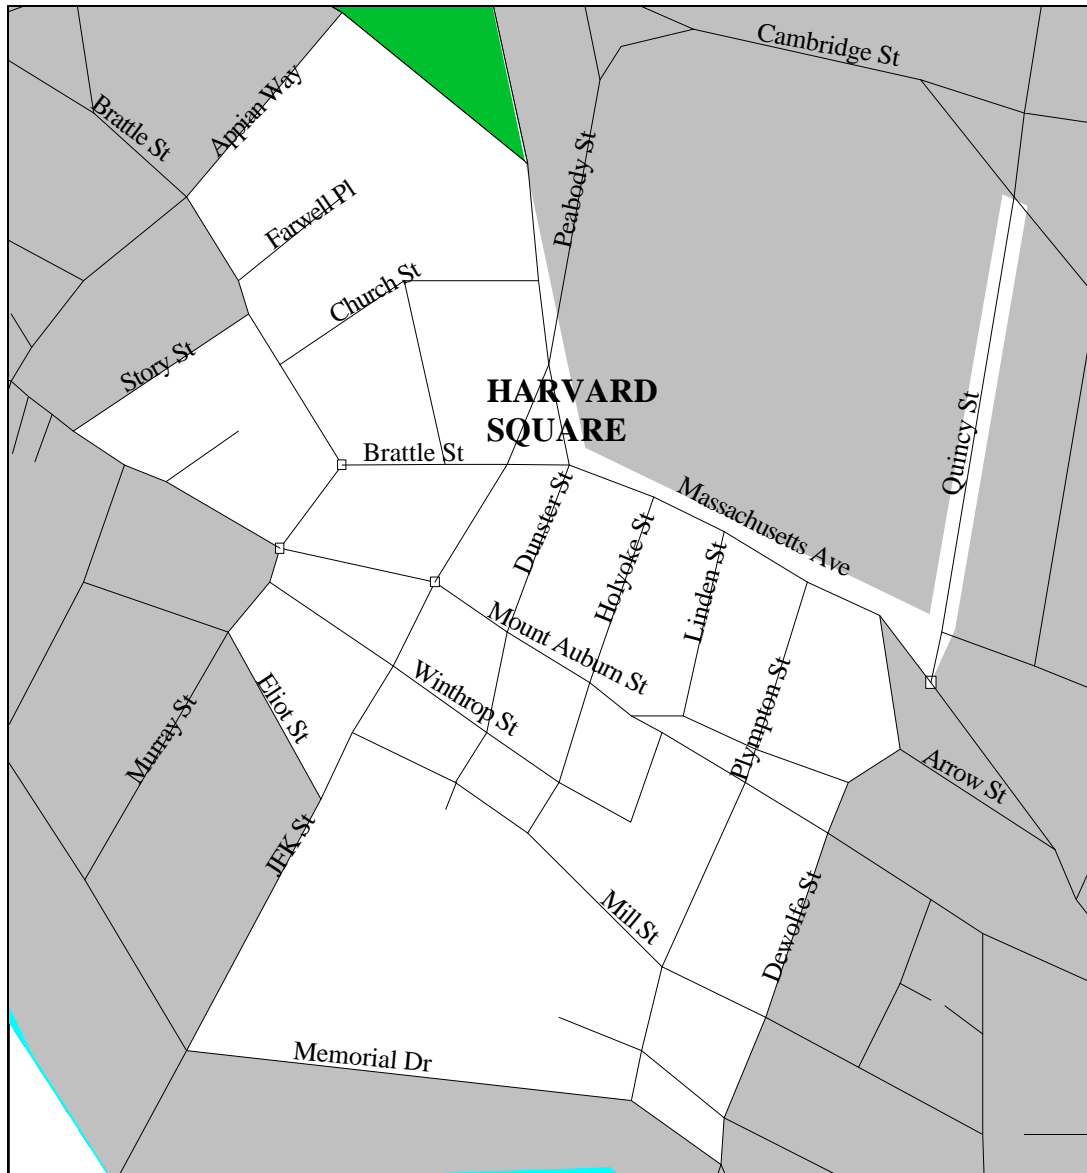 Cambridge St
Appian Way
Brattle St
Peabody St
Farwell Pl
Church St
Story St
HARVARD
SQUARE
Quincy St
Brattle St
Massachusetts Ave
Dunster St
Holyoke St
Linden St
Mount Auburn St
Winthrop St
Eliot St
Plympton St
Murray St
Arrow St
JFK St
Mill St
Dewolfe St
Memorial Dr